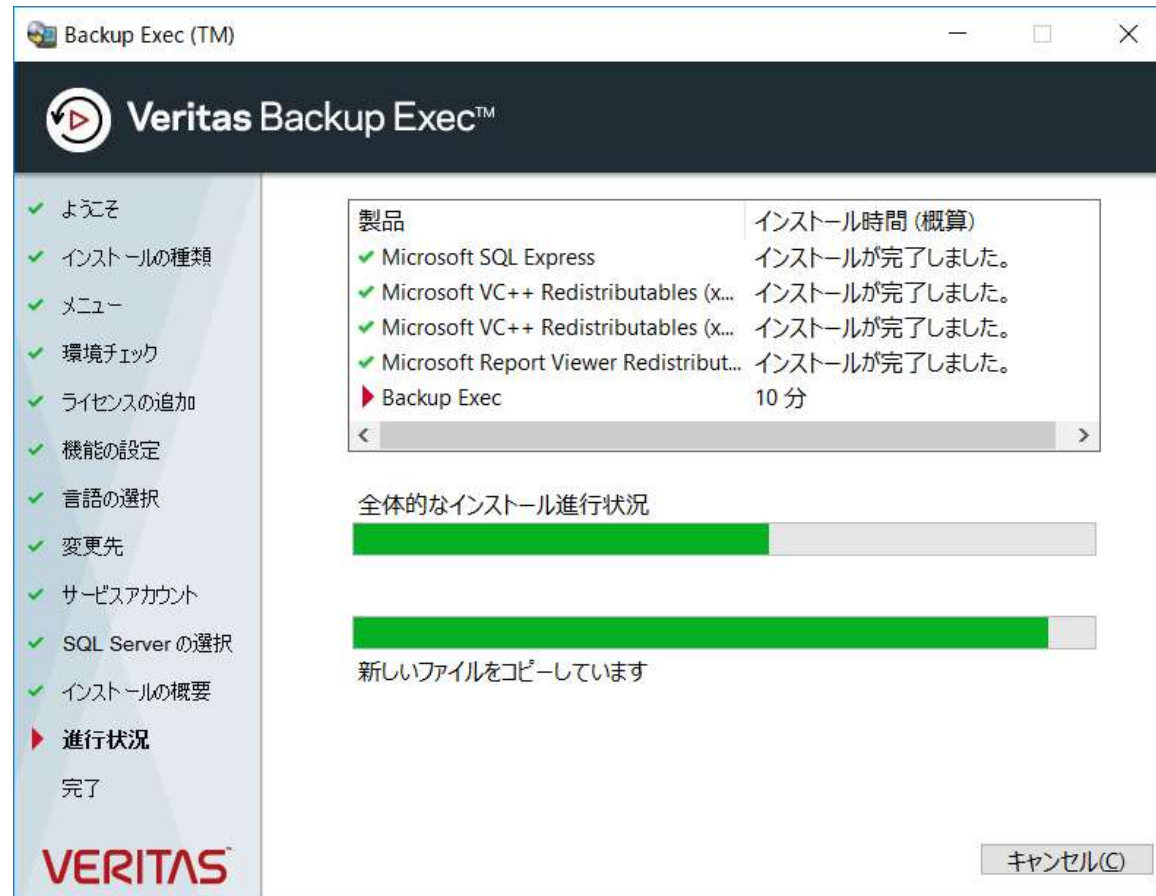 Backup Exec (TM)
Veritas Backup Exec™
ようこそ
インストールの種類
メニュー
環境チェック
ライセンスの追加
機能の設定
言語の選択
変更先
サービスアカウント
SQL Server の選択
インストールの概要
進行状況
完了
VERITAS™
製品 インストール時間 (概算)
Microsoft SQL Express インストールが完了しました。
Microsoft VC++ Redistributables (x... インストールが完了しました。
Microsoft VC++ Redistributables (x... インストールが完了しました。
Microsoft Report Viewer Redistribut... インストールが完了しました。
Backup Exec 10 分
全体的なインストール進行状況
新しいファイルをコピーしています
キャンセル(C)